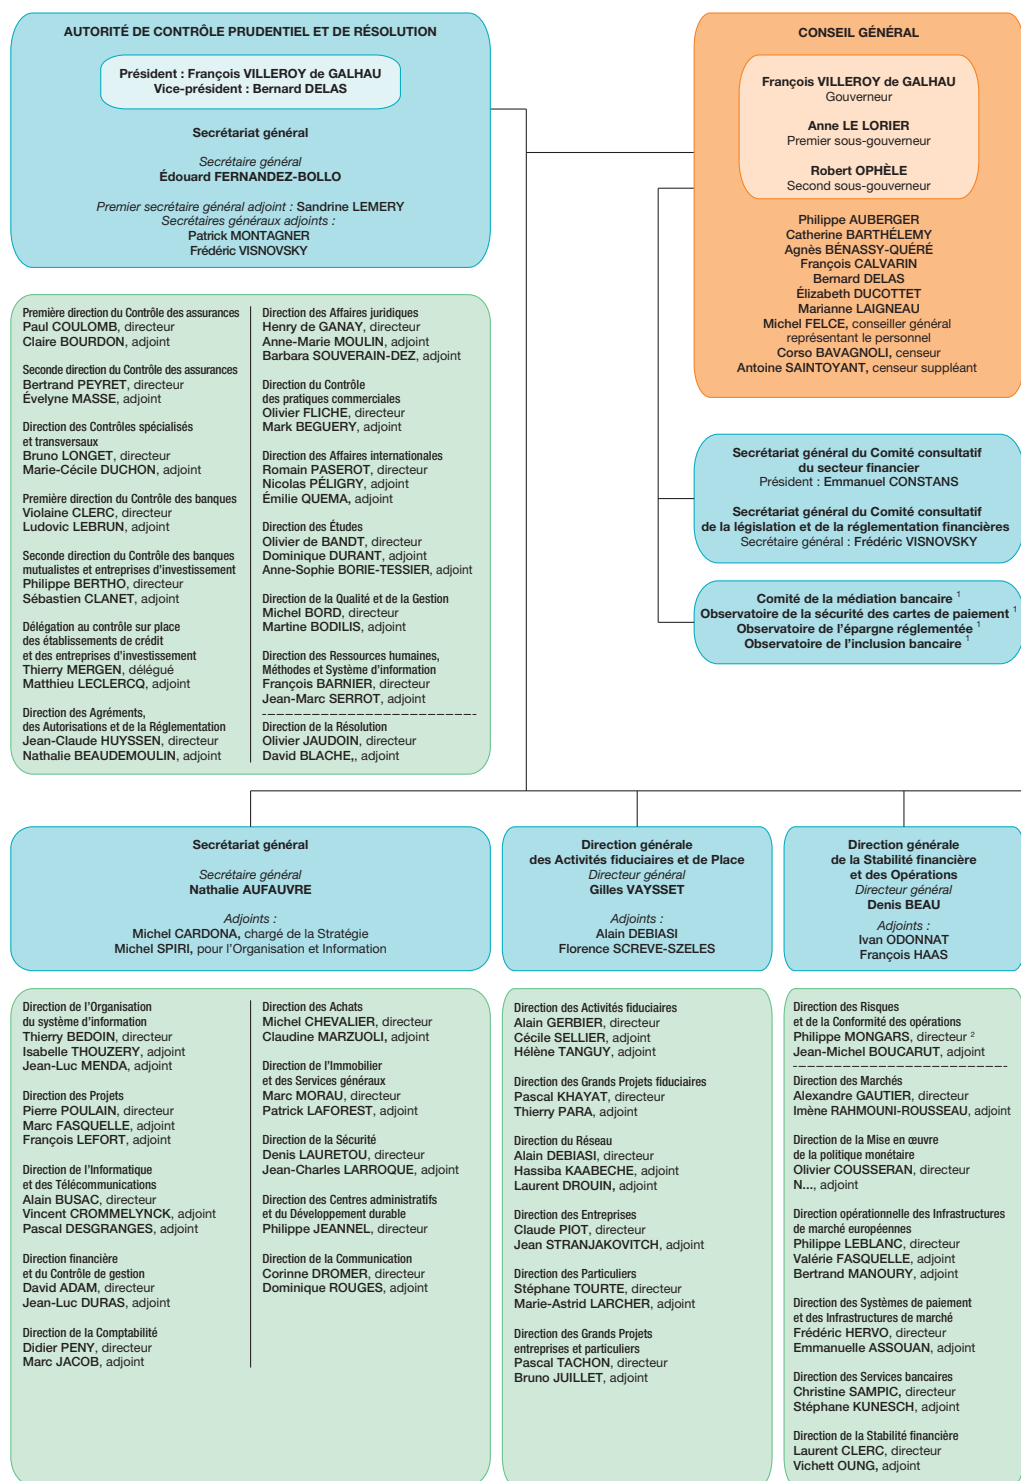 AUTORITÉ DE CONTRÔLE PRUDENTIEL ET DE RÉSOLUTION
Président : François VILLEROY de GALHAU
Vice-président : Bernard DELAS
Secrétariat général
Secrétaire général
Édouard FERNANDEZ-BOLLO
Premier secrétaire général adjoint : Sandrine LEMERY
Secrétaires généraux adjoints :
Patrick MONTAGNER
Frédéric VISNOVSKY
CONSEIL GÉNÉRAL
François VILLEROY de GALHAU
Gouverneur
Anne LE LORIER
Premier sous-gouverneur
Robert OPHÈLE
Second sous-gouverneur
Philippe AUBERGER
Catherine BARTHÉLEMY
Agnès BÉNASSY-QUÉRÉ
François CALVARIN
Bernard DELAS
Élizabeth DUCOTTET
Marianne LAIGNEAU
Michel FELCE, conseiller général
représentant le personnel
Corso BAVAGNOLI, censeur
Antoine SAINTOYANT, censeur suppléant
Première direction du Contrôle des assurances
Paul COULOMB, directeur
Claire BOURDON, adjoint
Seconde direction du Contrôle des assurances
Bertrand PEYRET, directeur
Évelyne MASSE, adjoint
Direction des Contrôles spécialisés
et transversaux
Bruno LONGET, directeur
Marie-Cécile DUCHON, adjoint
Première direction du Contrôle des banques
Violaine CLERC, directeur
Ludovic LEBRUN, adjoint
Seconde direction du Contrôle des banques
mutualistes et entreprises d'investissement
Philippe BERTHO, directeur
Sébastien CLANET, adjoint
Délégation au contrôle sur place
des établissements de crédit
et des entreprises d'investissement
Thierry MERGEN, délégué
Matthieu LECLERCQ, adjoint
Direction des Agréments,
des Autorisations et de la Réglementation
Jean-Claude HUYSSEN, directeur
Nathalie BEAUDEMOULIN, adjoint
Direction des Affaires juridiques
Henry de GANAY, directeur
Anne-Marie MOULIN, adjoint
Barbara SOUVERAIN-DEZ, adjoint
Direction du Contrôle
des pratiques commerciales
Olivier FLICHE, directeur
Mark BEGUERY, adjoint
Direction des Affaires internationales
Romain PASEROT, directeur
Nicolas PÉLIGRY, adjoint
Émilie QUEMA, adjoint
Direction des Études
Olivier de BANDT, directeur
Dominique DURANT, adjoint
Anne-Sophie BORIE-TESSIER, adjoint
Direction de la Qualité et de la Gestion
Michel BORD, directeur
Martine BODILIS, adjoint
Direction des Ressources humaines,
Méthodes et Système d'information
François BARNIER, directeur
Jean-Marc SERROT, adjoint
Direction de la Résolution
Olivier JAUDOIN, directeur
David BLACHE,, adjoint
Secrétariat général du Comité consultatif
du secteur financier
Président : Emmanuel CONSTANS
Secrétariat général du Comité consultatif
de la législation et de la réglementation financières
Secrétaire général : Frédéric VISNOVSKY
Comité de la médiation bancaire 1
Observatoire de la sécurité des cartes de paiement 1
Observatoire de l'épargne réglementée 1
Observatoire de l'inclusion bancaire 1
Secrétariat général
Secrétaire général
Nathalie AUFAUVRE
Adjoints :
Michel CARDONA, chargé de la Stratégie
Michel SPIRI, pour l'Organisation et Information
Direction générale
des Activités fiduciaires et de Place
Directeur général
Gilles VAYSSET
Adjoints :
Alain DEBIASI
Florence SCREVE-SZELES
Direction générale
de la Stabilité financière
et des Opérations
Directeur général
Denis BEAU
Adjoints :
Ivan ODONNAT
François HAAS
Direction de l'Organisation
du système d'information
Thierry BEDOIN, directeur
Isabelle THOUZERY, adjoint
Jean-Luc MENDA, adjoint
Direction des Projets
Pierre POULAIN, directeur
Marc FASQUELLE, adjoint
François LEFORT, adjoint
Direction de l'Informatique
et des Télécommunications
Alain BUSAC, directeur
Vincent CROMMELYNCK, adjoint
Pascal DESGRANGES, adjoint
Direction financière
et du Contrôle de gestion
David ADAM, directeur
Jean-Luc DURAS, adjoint
Direction de la Comptabilité
Didier PENY, directeur
Marc JACOB, adjoint
Direction des Achats
Michel CHEVALIER, directeur
Claudine MARZUOLI, adjoint
Direction de l'Immobilier
et des Services généraux
Marc MORAU, directeur
Patrick LAFOREST, adjoint
Direction de la Sécurité
Denis LAURETOU, directeur
Jean-Charles LARROQUE, adjoint
Direction des Centres administratifs
et du Développement durable
Philippe JEANNEL, directeur
Direction de la Communication
Corinne DROMER, directeur
Dominique ROUGES, adjoint
Direction des Activités fiduciaires
Alain GERBIER, directeur
Cécile SELLIER, adjoint
Hélène TANGUY, adjoint
Direction des Grands Projets fiduciaires
Pascal KHAYAT, directeur
Thierry PARA, adjoint
Direction du Réseau
Alain DEBIASI, directeur
Hassiba KAABECHE, adjoint
Laurent DROUIN, adjoint
Direction des Entreprises
Claude PIOT, directeur
Jean STRANJAKOVITCH, adjoint
Direction des Particuliers
Stéphane TOURTE, directeur
Marie-Astrid LARCHER, adjoint
Direction des Grands Projets
entreprises et particuliers
Pascal TACHON, directeur
Bruno JUILLET, adjoint
Direction des Risques
et de la Conformité des opérations
Philippe MONGARS, directeur 2
Jean-Michel BOUCARUT, adjoint
Direction des Marchés
Alexandre GAUTIER, directeur
Imène RAHMOUNI-ROUSSEAU, adjoint
Direction de la Mise en œuvre
de la politique monétaire
Olivier COUSSERAN, directeur
N..., adjoint
Direction opérationnelle des Infrastructures
de marché européennes
Philippe LEBLANC, directeur
Valérie FASQUELLE, adjoint
Bertrand MANOURY, adjoint
Direction des Systèmes de paiement
et des Infrastructures de marché
Frédéric HERVO, directeur
Emmanuelle ASSOUAN, adjoint
Direction des Services bancaires
Christine SAMPIC, directeur
Stéphane KUNESCH, adjoint
Direction de la Stabilité financière
Laurent CLERC, directeur
Vichett OUNG, adjoint